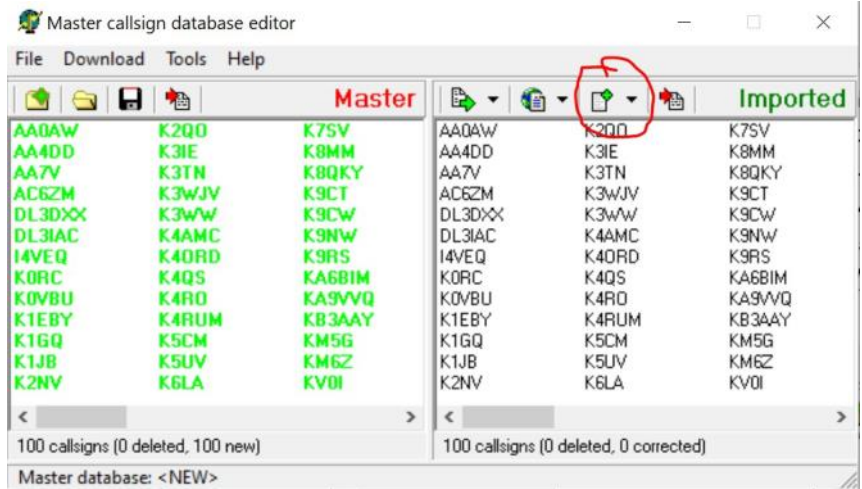 Master callsign database editor
File Download Tools Help
Master
Imported
AA0AW K2QO K7SV
AA4DD K3IE K8MM
AA7V K3TN K8QKY
AC6ZM K3WJV K9CT
DL3DXX K3WW K9CW
DL3IAC K4AMC K9NW
I4VEQ K4ORD K9RS
K0RC K4QS KA6BIM
K0VBU K4RO KA9VVQ
K1EBY K4RUM KB3AAY
K1GQ K5CM KM5G
K1JB K5UV KM6Z
K2NV K6LA KV0I
100 callsigns (0 deleted, 100 new)
AA0AW K2QO K7SV
AA4DD K3IE K8MM
AA7V K3TN K8QKY
AC6ZM K3WJV K9CT
DL3DXX K3WW K9CW
DL3IAC K4AMC K9NW
I4VEQ K4ORD K9RS
K0RC K4QS KA6BIM
K0VBU K4RO KA9VVQ
K1EBY K4RUM KB3AAY
K1GQ K5CM KM5G
K1JB K5UV KM6Z
K2NV K6LA KV0I
100 callsigns (0 deleted, 0 corrected)
Master database: <NEW>